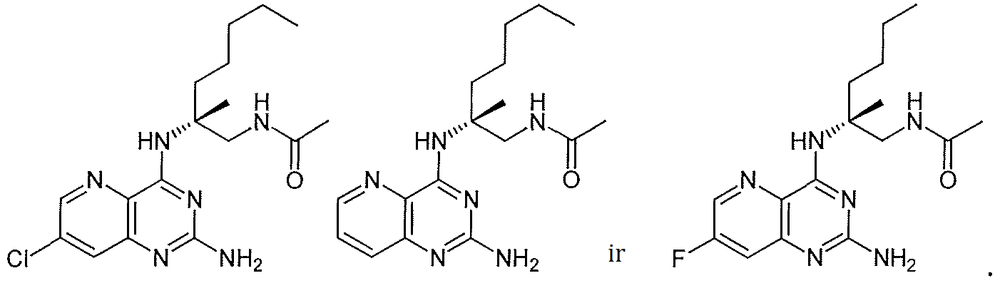 H H H
N N N
HN HN HN
O O O
N N N
N N N
Cl N NH2 N NH2 ir F N NH2 .